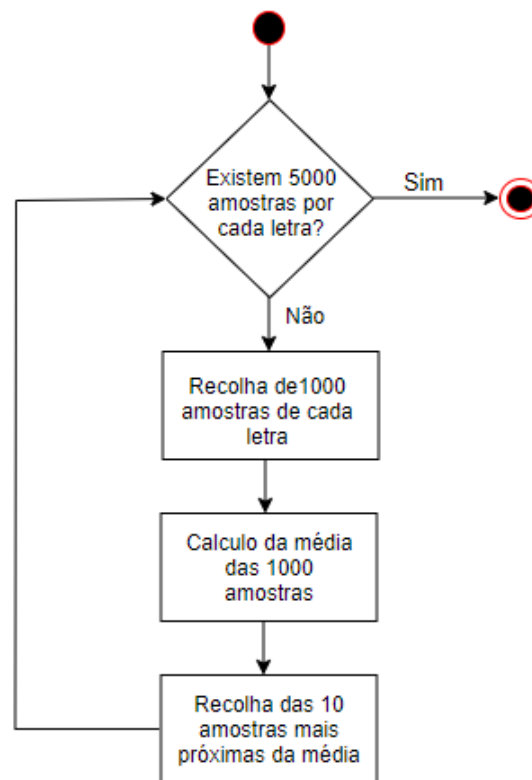 Existem 5000
amostras por
cada letra?
Sim
Não
Recolha de1000
amostras de cada
letra
Calculo da média
das 1000
amostras
Recolha das 10
amostras mais
próximas da média